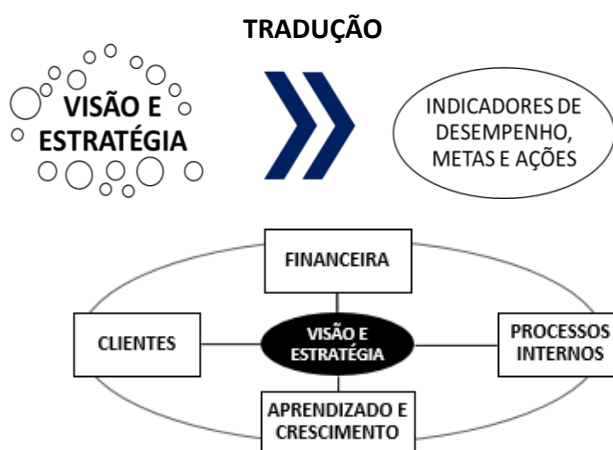 TRADUÇÃO
VISÃO E
ESTRATÉGIA
INDICADORES DE
DESEMPENHO,
METAS E AÇÕES
FINANCEIRA
CLIENTES
VISÃO E
ESTRATÉGIA
PROCESSOS
INTERNOS
APRENDIZADO E
CRESCIMENTO